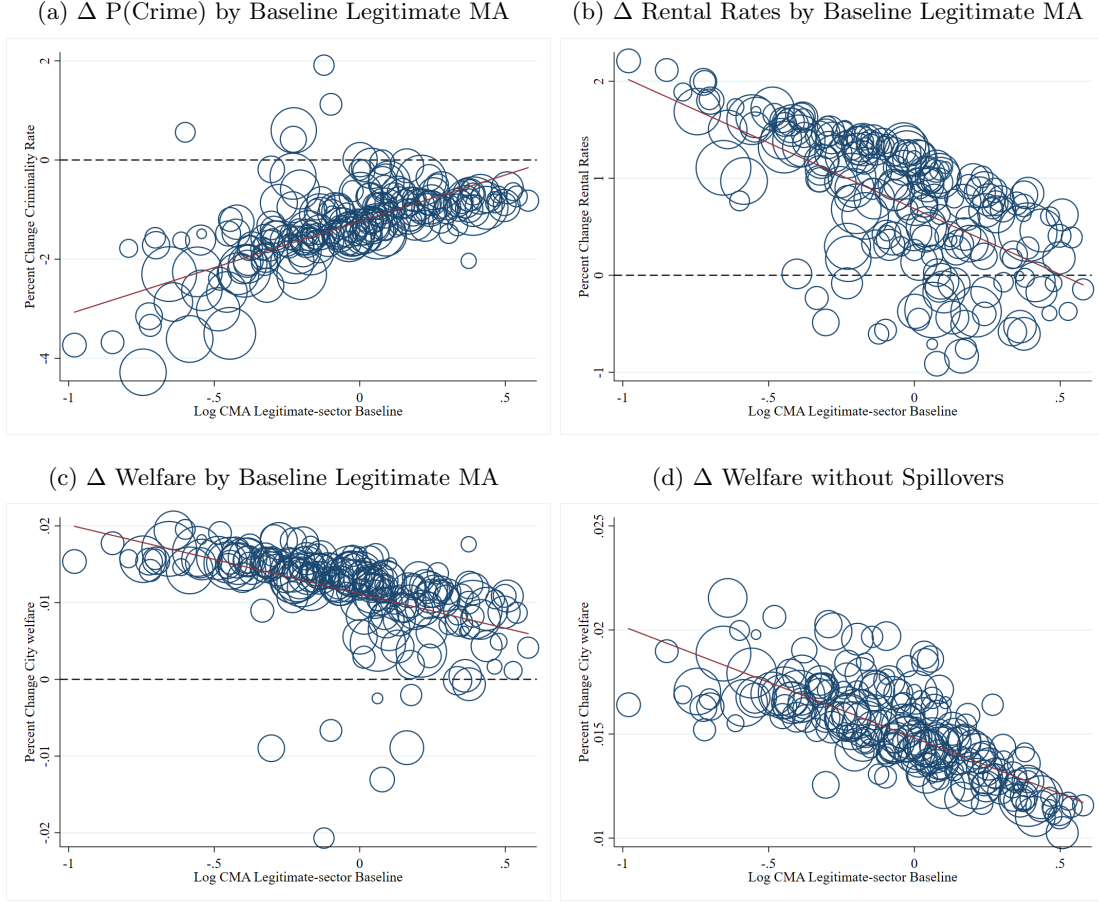 (a) Δ P(Crime) by Baseline Legitimate MA
(b) Δ Rental Rates by Baseline Legitimate MA
Percent Change Criminality Rate
2
0
-2
-4
-1
-.5
0
.5
Log CMA Legitimate-sector Baseline
Percent Change Rental Rates
2
1
0
-1
-1
-.5
0
.5
Log CMA Legitimate-sector Baseline
(c) Δ Welfare by Baseline Legitimate MA
(d) Δ Welfare without Spillovers
Percent Change City welfare
.02
.01
0
-.01
-.02
-1
-.5
0
.5
Log CMA Legitimate-sector Baseline
Percent Change City welfare
.025
.02
.015
.01
-1
-.5
0
.5
Log CMA Legitimate-sector Baseline